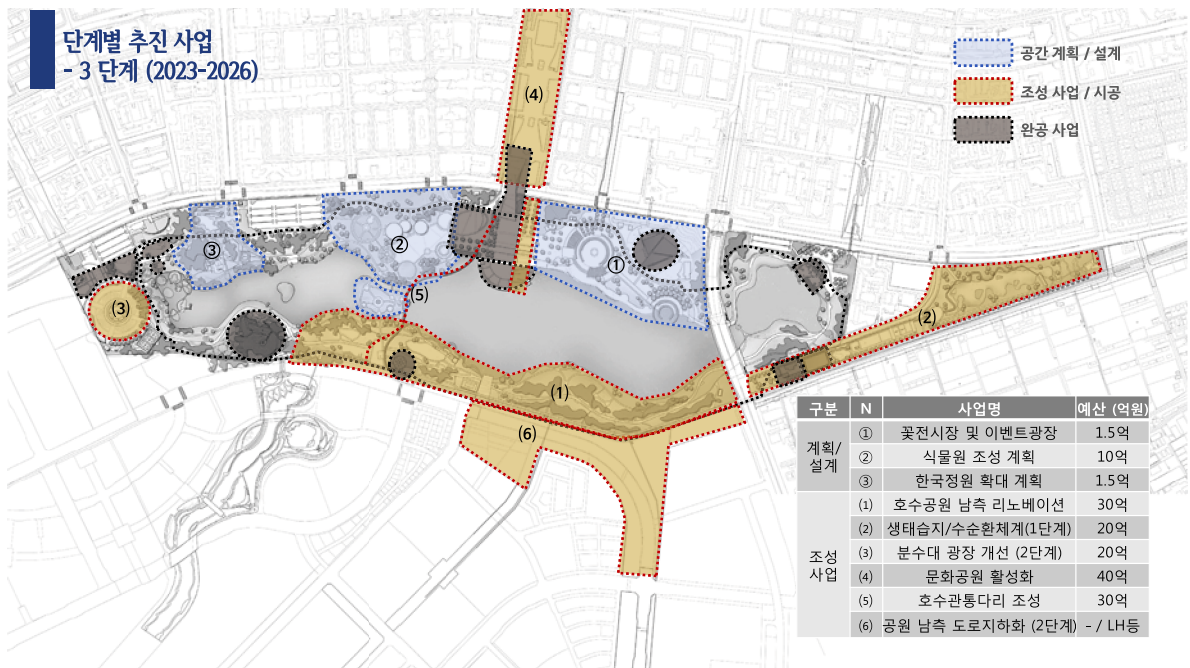 단계별 추진 사업
- 3 단계 (2023-2026)
공간 계획 / 설계
조성 사업 / 시공
완공 사업
(4)
③
②
①
(5)
(3)
(2)
(1)
(6)
구분 N 사업명 예산 (억원)
계획/
설계
① 꽃전시장 및 이벤트광장 1.5억
② 식물원 조성 계획 10억
③ 한국정원 확대 계획 1.5억
조성
사업
(1) 호수공원 남측 리노베이션 30억
(2) 생태습지/수순환체계(1단계) 20억
(3) 분수대 광장 개선 (2단계) 20억
(4) 문화공원 활성화 40억
(5) 호수관통다리 조성 30억
(6) 공원 남측 도로지하화 (2단계) - / LH등